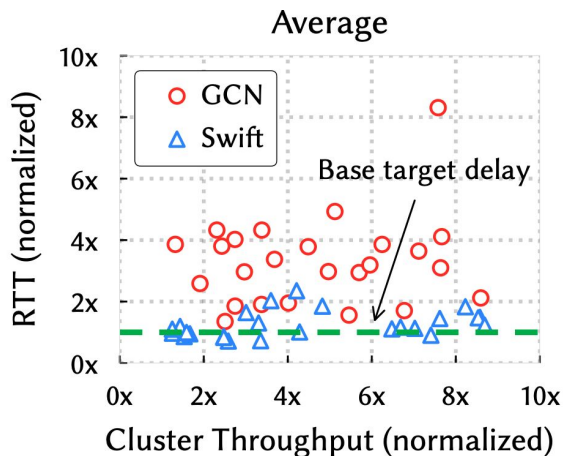 Average
10x
8x
6x
4x
2x
0x
RTT (normalized)
GCN
Swift
Base target delay
0x 2x 4x 6x 8x 10x
Cluster Throughput (normalized)